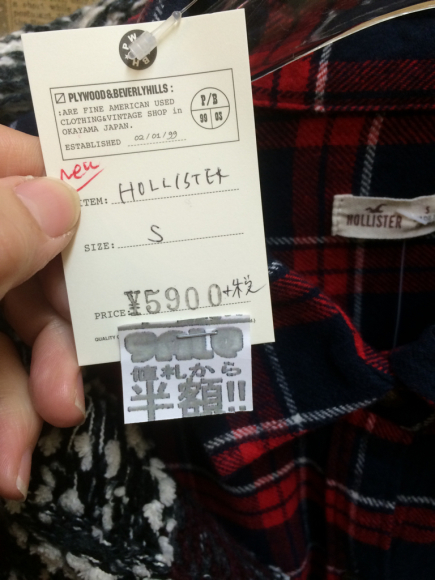 PLYWOOD&BEVERLYHILLS:
:ARE FINE AMERICAN USED
CLOTHING&VINTAGE SHOP in
OKAYAMA JAPAN.
ESTABLISHED 02/01/99
P/B
99 03
new
ITEM: HOLLISTER
SIZE: S
PRICE ¥5900+税
QUALITY
SALE
値札から
半額!!
S
HOLLISTER